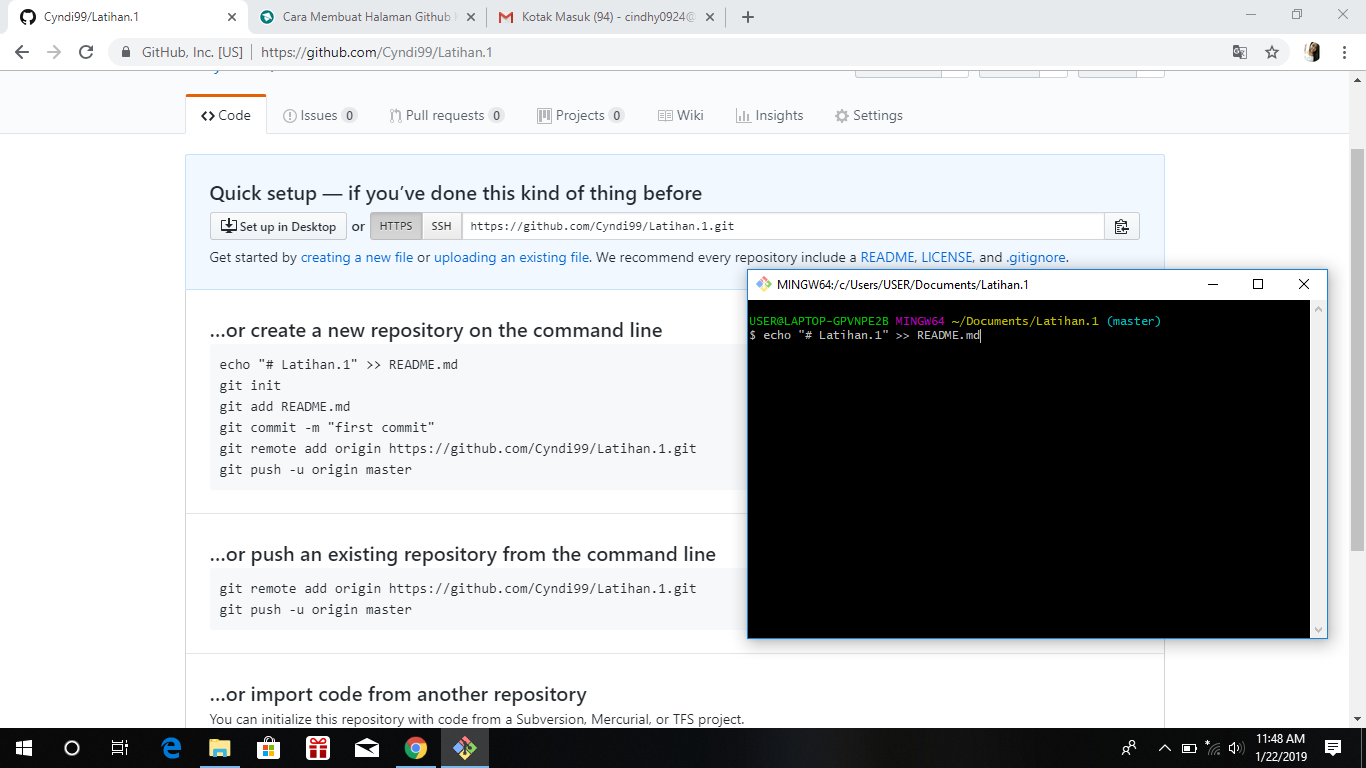 Cyndi99/Latihan.1
Cara Membuat Halaman Github
Kotak Masuk (94) - cindhy0924@
GitHub, Inc. [US] https://github.com/Cyndi99/Latihan.1
Code Issues 0 Pull requests 0 Projects 0 Wiki Insights Settings
Quick setup — if you’ve done this kind of thing before
Set up in Desktop or HTTPS SSH https://github.com/Cyndi99/Latihan.1.git
Get started by creating a new file or uploading an existing file. We recommend every repository include a README, LICENSE, and .gitignore.
…or create a new repository on the command line
echo "# Latihan.1" >> README.md
git init
git add README.md
git commit -m "first commit"
git remote add origin https://github.com/Cyndi99/Latihan.1.git
git push -u origin master
…or push an existing repository from the command line
git remote add origin https://github.com/Cyndi99/Latihan.1.git
git push -u origin master
…or import code from another repository
You can initialize this repository with code from a Subversion, Mercurial, or TFS project.
MINGW64:/c/Users/USER/Documents/Latihan.1
USER@LAPTOP-GPVNPE2B MINGW64 ~/Documents/Latihan.1 (master)
$ echo "# Latihan.1" >> README.md
11:48 AM
1/22/2019